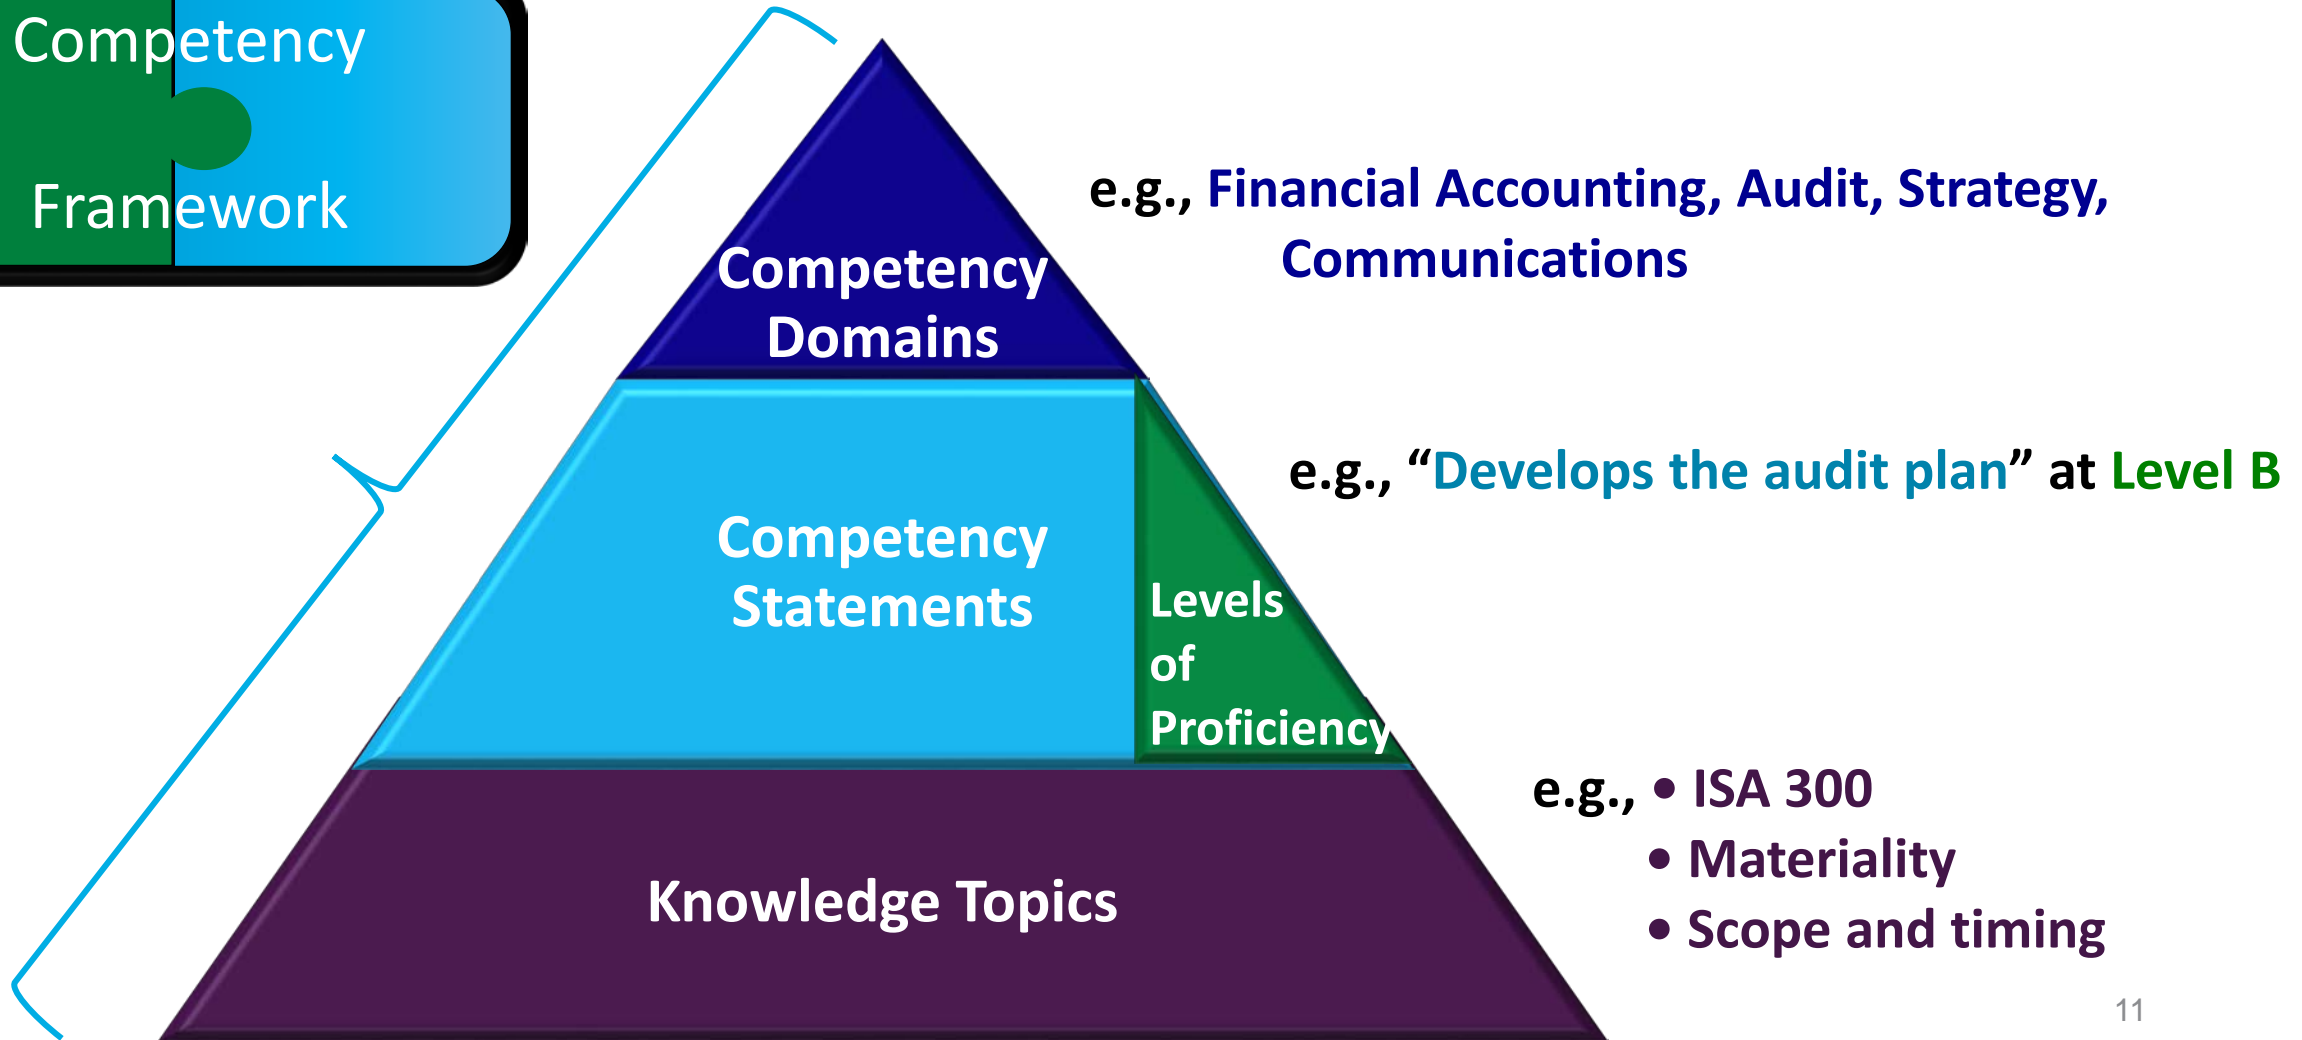 Competency
Framework
e.g., Financial Accounting, Audit, Strategy,
Communications
Competency
Domains
e.g., “Develops the audit plan” at Level B
Competency
Statements
Levels
of
Proficiency
e.g., • ISA 300
• Materiality
• Scope and timing
Knowledge Topics
11